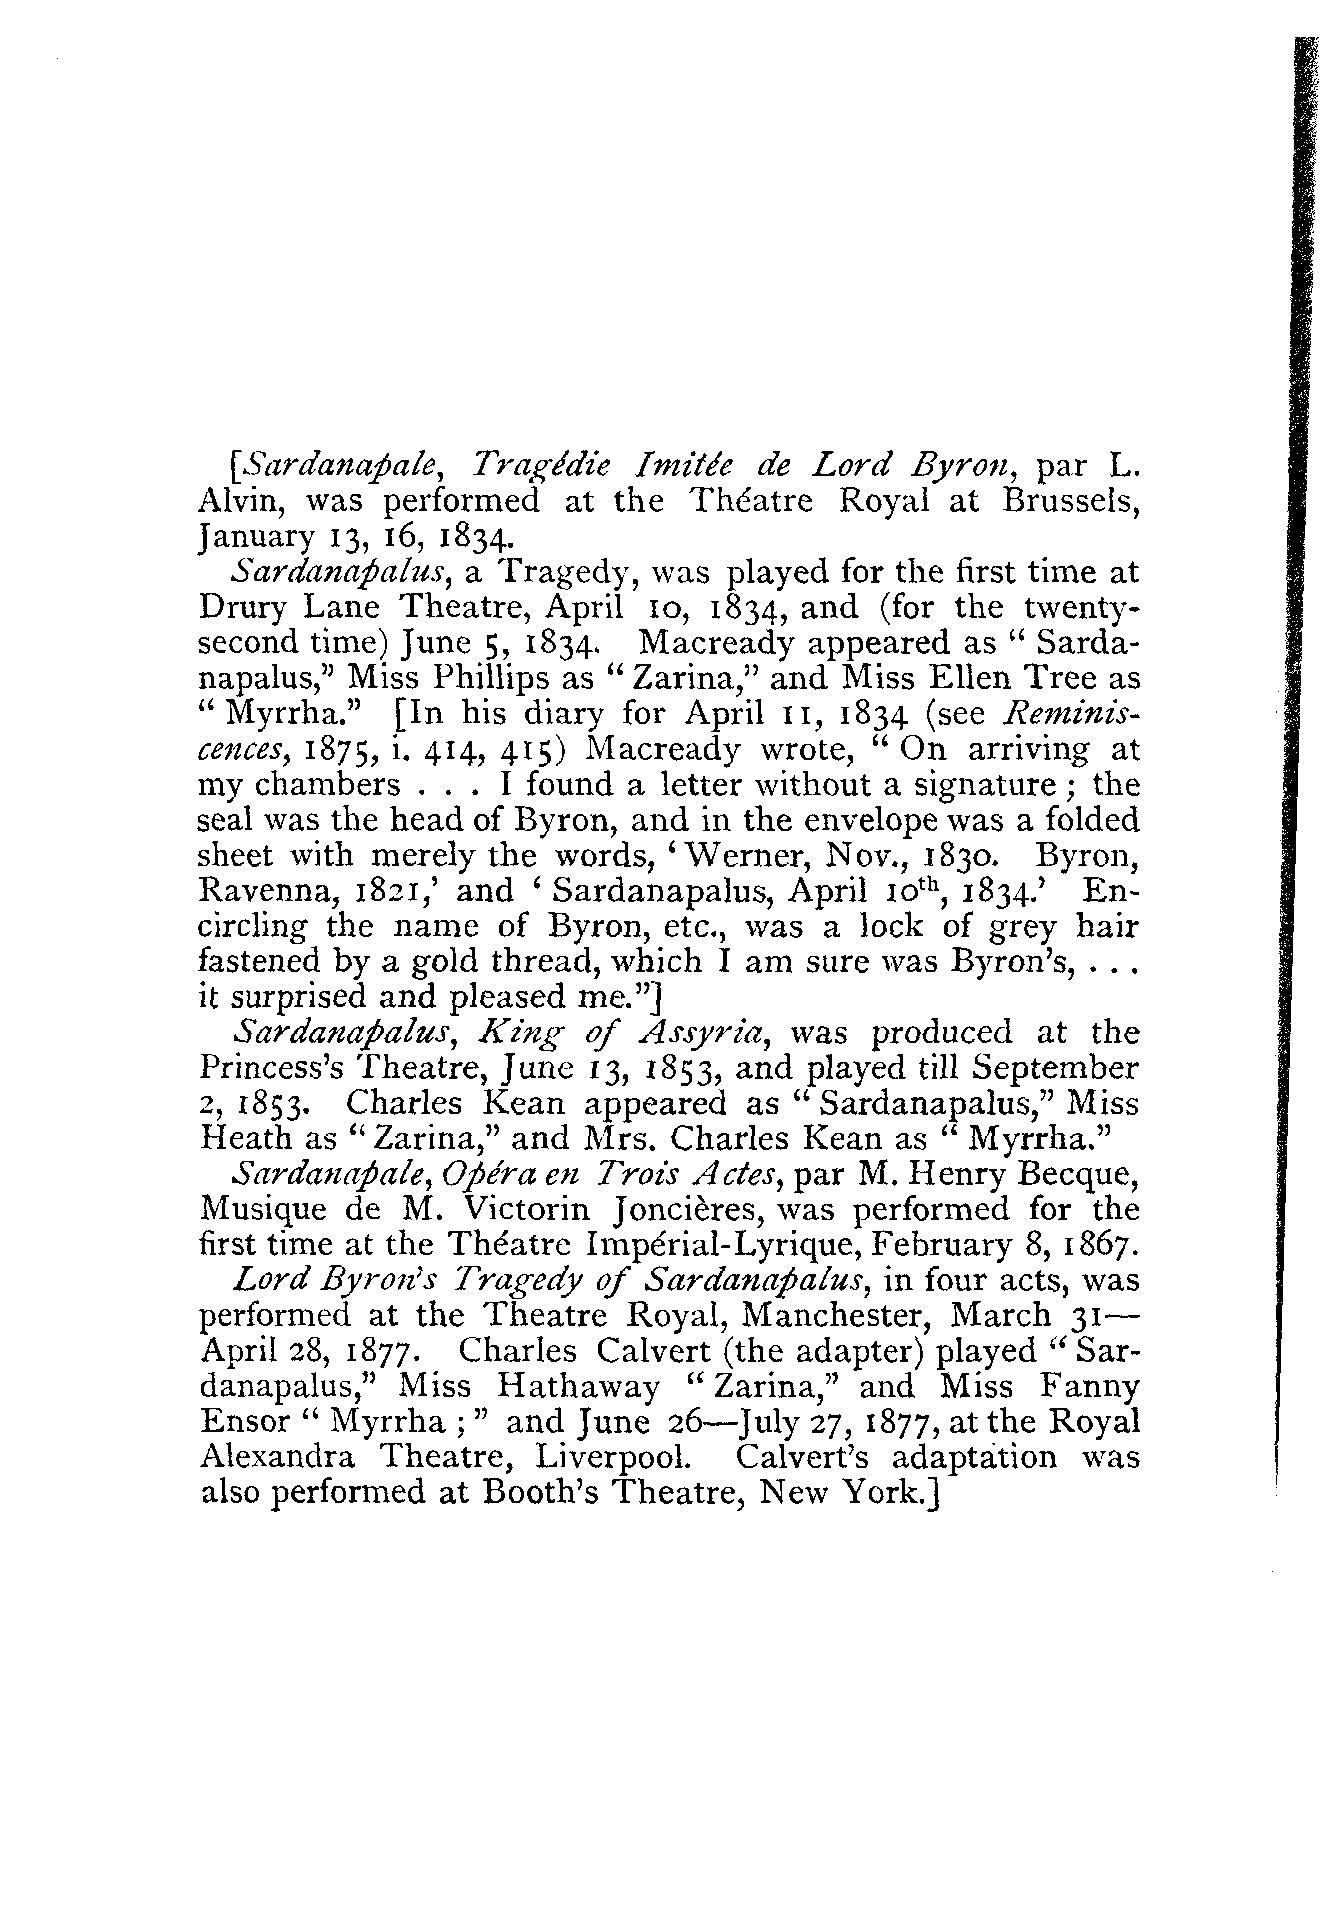 [Sardanapale, Tragédie Imitée de Lord Byron, par L.
Alvin, was performed at the Théatre Royal at Brussels,
January 13, 16, 1834.
Sardanapalus, a Tragedy, was played for the first time at
Drury Lane Theatre, April 10, 1834, and (for the twenty-
second time) June 5, 1834. Macready appeared as “ Sarda-
napalus,” Miss Phillips as “ Zarina,” and Miss Ellen Tree as
“ Myrrha.” [In his diary for April 11, 1834 (see Reminis-
cences, 1875, i. 414, 415) Macready wrote, “ On arriving at
my chambers . . . I found a letter without a signature ; the
seal was the head of Byron, and in the envelope was a folded
sheet with merely the words, ‘ Werner, Nov., 1830. Byron,
Ravenna, 1821,’ and ‘ Sardanapalus, April 10th, 1834.’ En-
circling the name of Byron, etc., was a lock of grey hair
fastened by a gold thread, which I am sure was Byron’s, . . .
it surprised and pleased me.”]
Sardanapalus, King of Assyria, was produced at the
Princess’s Theatre, June 13, 1853, and played till September
2, 1853. Charles Kean appeared as “ Sardanapalus,” Miss
Heath as “ Zarina,” and Mrs. Charles Kean as “ Myrrha.”
Sardanapale, Opéra en Trois Actes, par M. Henry Becque,
Musique de M. Victorin Joncières, was performed for the
first time at the Théatre Impérial-Lyrique, February 8, 1867.
Lord Byron’s Tragedy of Sardanapalus, in four acts, was
performed at the Theatre Royal, Manchester, March 31—
April 28, 1877. Charles Calvert (the adapter) played “ Sar-
danapalus,” Miss Hathaway “ Zarina,” and Miss Fanny
Ensor “ Myrrha ; ” and June 26—July 27, 1877, at the Royal
Alexandra Theatre, Liverpool. Calvert’s adaptation was
also performed at Booth’s Theatre, New York.]